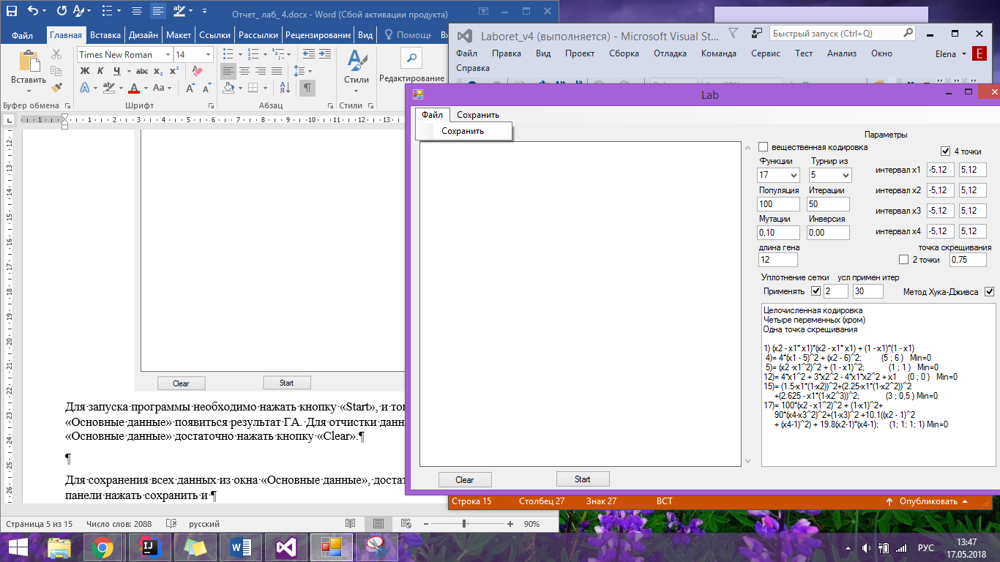 Отчет_ лаб_ 4.docx - Word (Сбой активации продукта)
Файл Главная Вставка Дизайн Макет Ссылки Рассылки Рецензирование Вид Помощь
Times New Roman 14
Вставить
Ж К Ч abc x₂ x²
Стили Редактирование
Буфер обмена Шрифт Абзац Стили
Clear Start
Для запуска программы необходимо нажать кнопку «Start», и
«Основные данные» появиться результат ГА. Для отчистки
«Основные данные» достаточно нажать кнопку «Clear».¶
¶
Для сохранения всех данных из окна «Основные данные»,
панели нажать сохранить и ¶
Страница 5 из 15 Число слов: 2088 русский 90%
Laboret_v4 (выполняется) - Microsoft Visual St...
Быстрый запуск (Ctrl+Q)
Файл Правка Вид Проект Сборка Отладка Команда Сервис Тест Анализ Окно Elena E
Справка
Lab
Файл Сохранить
Сохранить
Параметры
вещественная кодировка
4 точки
Функции Турнир из
17 5
интервал x1 -5,12 5,12
Популяция Итерации
интервал x2 -5,12 5,12
100 50
интервал x3 -5,12 5,12
Мутации Инверсия
0,10 0,00
интервал x4 -5,12 5,12
длина гена точка скрещивания
12 2 точки 0,75
Уплотнение сетки усл примен итер
Применять 2 30 Метод Хука-Дживса
Целочисленная кодировка
Четыре переменных (хром)
Одна точка скрещивания
1) (x2 - x1* x1)*(x2 - x1* x1) + (1 - x1)*(1 - x1)
4)= 4*(x1 - 5)^2 + (x2 - 6)^2; (5 ; 6 ) Min=0
5)= (x2 -x1^2)^2 + (1 - x1)^2; (1 ; 1 ) Min=0
12)= 4*x1^2 + 3*x2^2 - 4*x1*x2^2 + x1 (0 ; 0 ) Min=0
15)= (1.5-x1*(1-x2))^2+(2.25-x1*(1-x2^2))^2
+(2.625 - x1*(1-x2^3))^2; (3 ; 0,5 ) Min=0
17)= 100*(x2 - x1^2)^2 + (1-x1)^2+
90*(x4-x3^2)^2+(1-x3)^2 +10.1((x2 - 1)^2
+ (x4-1)^2) + 19.8(x2-1)*(x4-1); (1; 1; 1; 1) Min=0
Clear Start
Строка 15 Столбец 27 Знак 27 ВСТ Опубликовать
РУС
13:47
17.05.2018